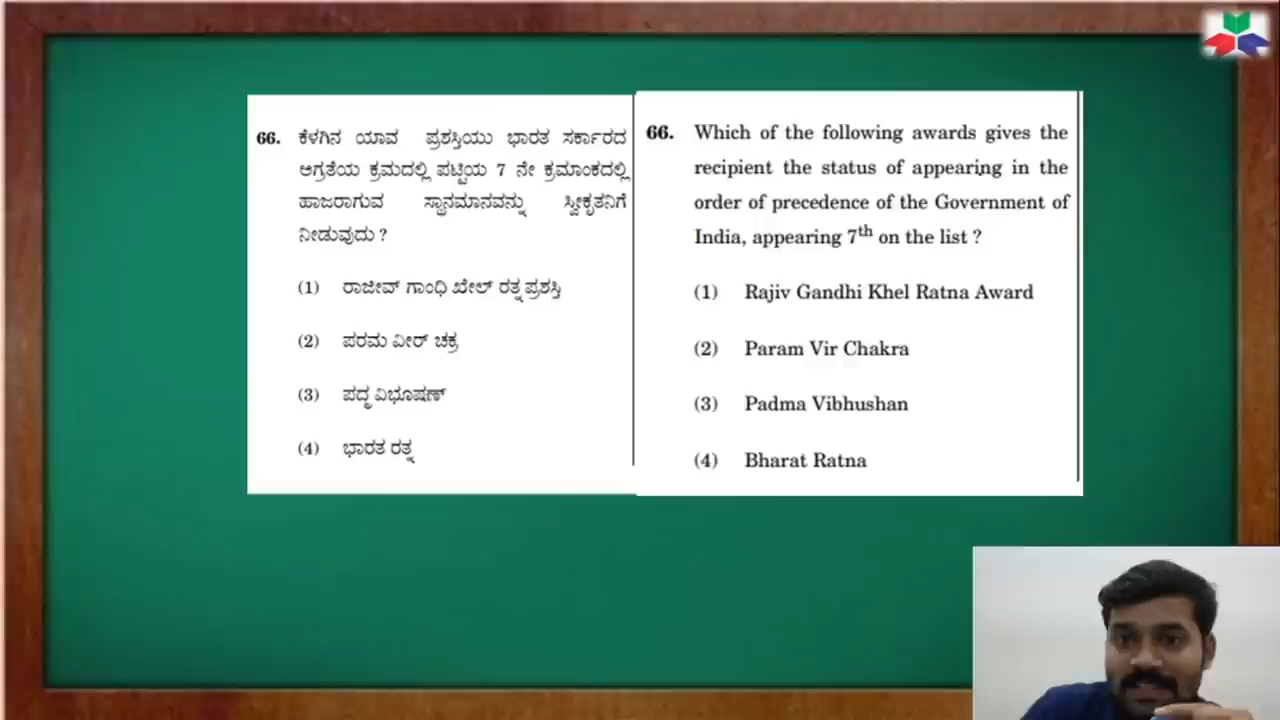 66. ಕೆಳಗಿನ ಯಾವ ಪ್ರಶಸ್ತಿಯು ಭಾರತ ಸರ್ಕಾರದ
ಅಗ್ರತೆಯ ಕ್ರಮದಲ್ಲಿ ಪಟ್ಟಿಯ 7 ನೇ ಕ್ರಮಾಂಕದಲ್ಲಿ
ಹಾಜರಾಗುವ ಸ್ಥಾನಮಾನವನ್ನು ಸ್ವೀಕೃತನಿಗೆ
ನೀಡುವುದು ?
(1) ರಾಜೀವ್ ಗಾಂಧಿ ಖೇಲ್ ರತ್ನ ಪ್ರಶಸ್ತಿ
(2) ಪರಮ ವೀರ್ ಚಕ್ರ
(3) ಪದ್ಮ ವಿಭೂಷಣ್
(4) ಭಾರತ ರತ್ನ
66. Which of the following awards gives the
recipient the status of appearing in the
order of precedence of the Government of
India, appearing 7th on the list ?
(1) Rajiv Gandhi Khel Ratna Award
(2) Param Vir Chakra
(3) Padma Vibhushan
(4) Bharat Ratna